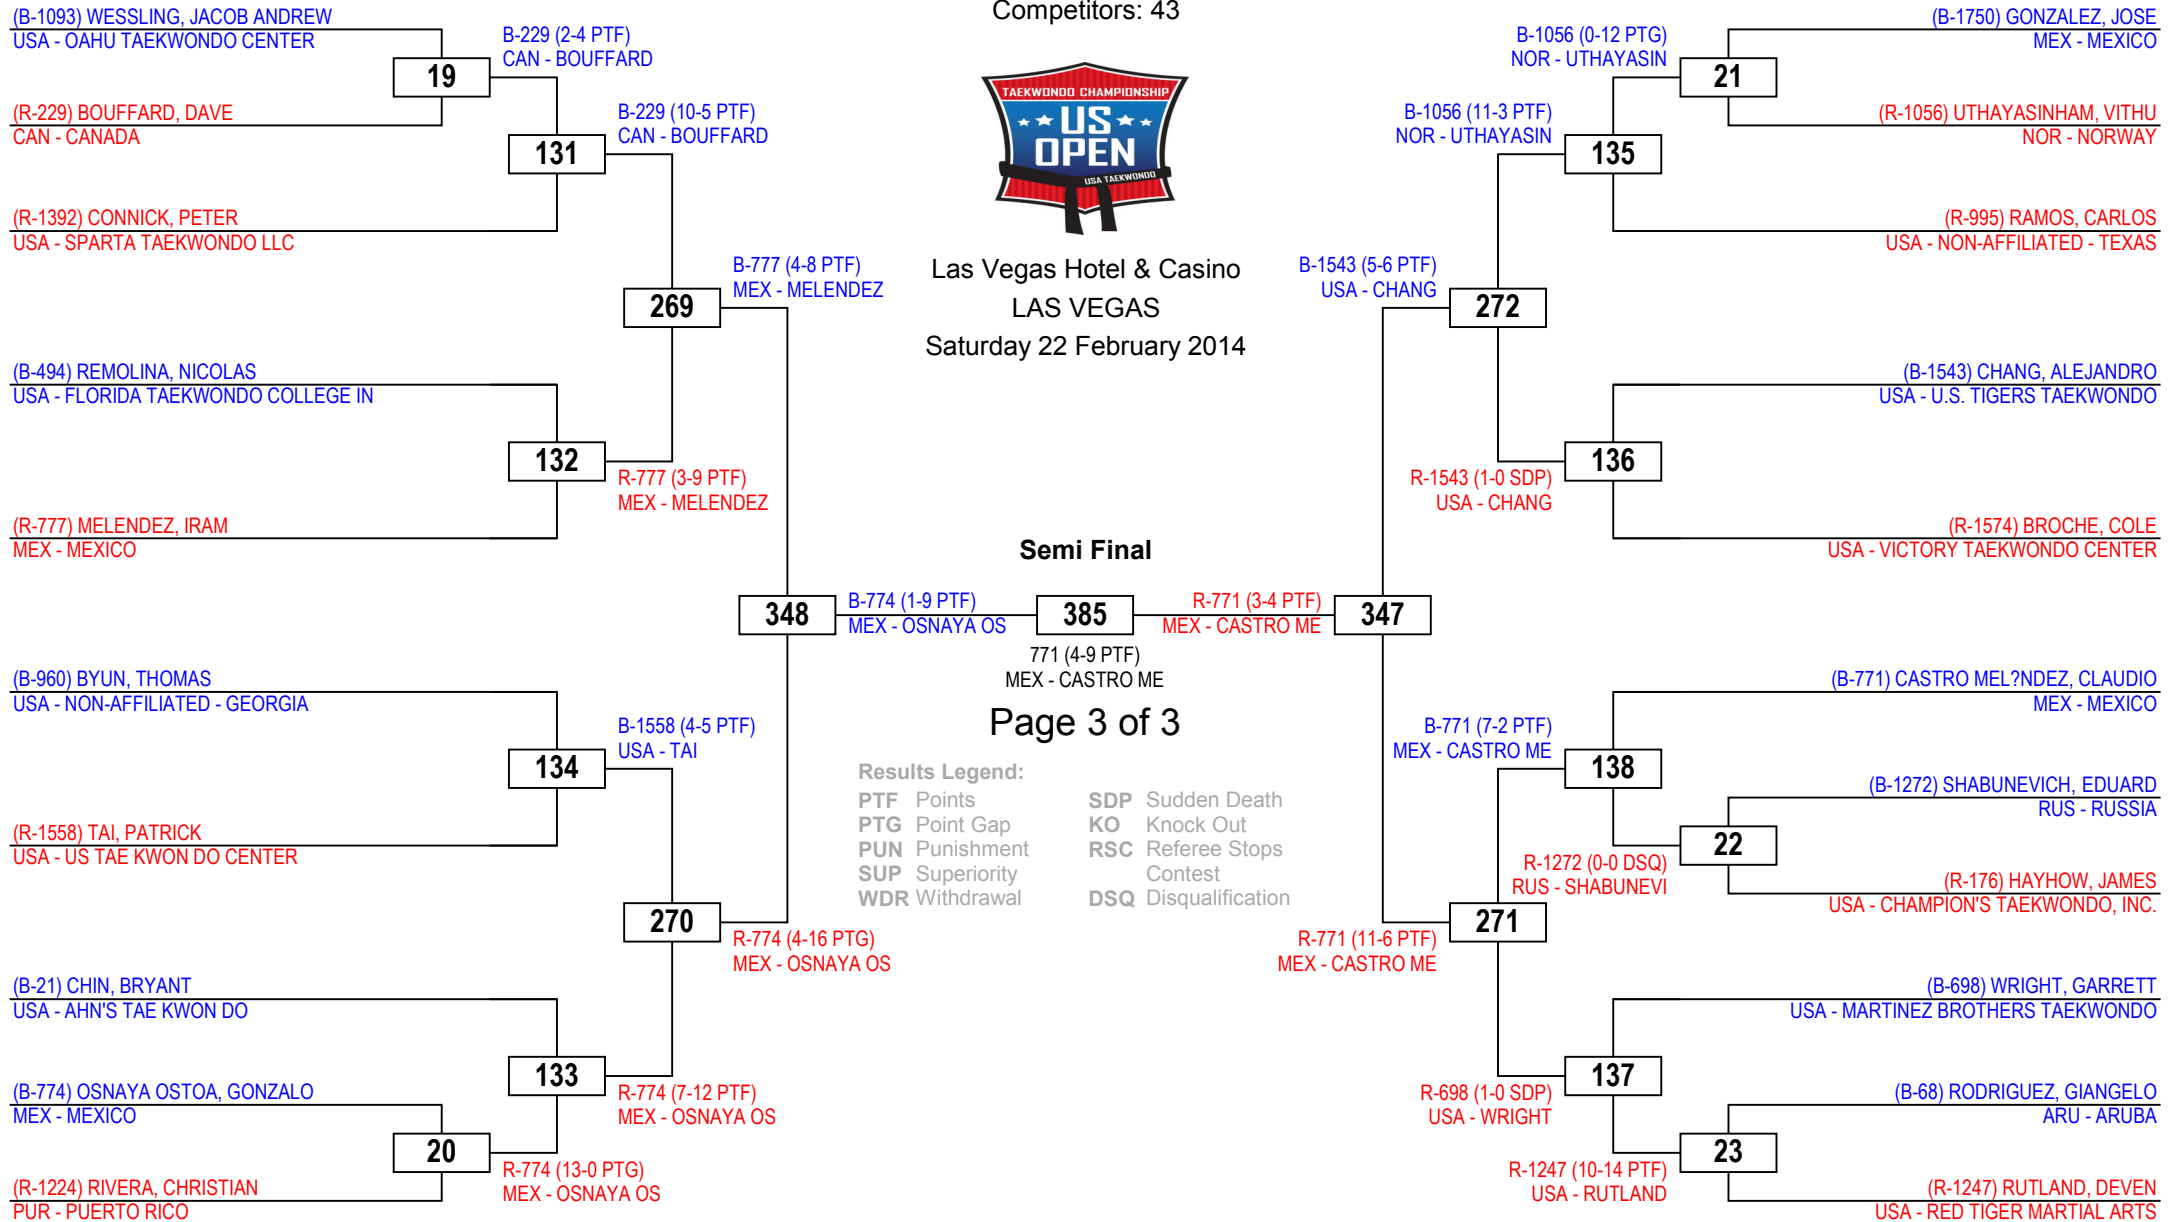 Competitors: 43
TAEKWONDO CHAMPIONSHIP
US
OPEN
USA TAEKWONDO
Las Vegas Hotel & Casino
LAS VEGAS
Saturday 22 February 2014
(B-1093) WESSLING, JACOB ANDREW
USA - OAHU TAEKWONDO CENTER
19
(R-229) BOUFFARD, DAVE
CAN - CANADA
B-229 (2-4 PTF)
CAN - BOUFFARD
131
(R-1392) CONNICK, PETER
USA - SPARTA TAEKWONDO LLC
B-229 (10-5 PTF)
CAN - BOUFFARD
269
(B-494) REMOLINA, NICOLAS
USA - FLORIDA TAEKWONDO COLLEGE IN
132
(R-777) MELENDEZ, IRAM
MEX - MEXICO
R-777 (3-9 PTF)
MEX - MELENDEZ
B-777 (4-8 PTF)
MEX - MELENDEZ
348
(B-960) BYUN, THOMAS
USA - NON-AFFILIATED - GEORGIA
134
(R-1558) TAI, PATRICK
USA - US TAE KWON DO CENTER
B-1558 (4-5 PTF)
USA - TAI
270
(B-21) CHIN, BRYANT
USA - AHN'S TAE KWON DO
133
(B-774) OSNAYA OSTOA, GONZALO
MEX - MEXICO
20
(R-1224) RIVERA, CHRISTIAN
PUR - PUERTO RICO
R-774 (13-0 PTG)
MEX - OSNAYA OS
R-774 (7-12 PTF)
MEX - OSNAYA OS
R-774 (4-16 PTG)
MEX - OSNAYA OS
B-774 (1-9 PTF)
MEX - OSNAYA OS
Semi Final
385
771 (4-9 PTF)
MEX - CASTRO ME
Page 3 of 3
Results Legend:
PTF Points
PTG Point Gap
PUN Punishment
SUP Superiority
WDR Withdrawal
SDP Sudden Death
KO Knock Out
RSC Referee Stops
Contest
DSQ Disqualification
R-771 (3-4 PTF)
MEX - CASTRO ME
347
(B-1750) GONZALEZ, JOSE
MEX - MEXICO
21
(R-1056) UTHAYASINHAM, VITHU
NOR - NORWAY
B-1056 (0-12 PTG)
NOR - UTHAYASIN
135
(R-995) RAMOS, CARLOS
USA - NON-AFFILIATED - TEXAS
B-1056 (11-3 PTF)
NOR - UTHAYASIN
272
(B-1543) CHANG, ALEJANDRO
USA - U.S. TIGERS TAEKWONDO
136
(R-1574) BROCHE, COLE
USA - VICTORY TAEKWONDO CENTER
R-1543 (1-0 SDP)
USA - CHANG
B-1543 (5-6 PTF)
USA - CHANG
(B-771) CASTRO MEL?NDEZ, CLAUDIO
MEX - MEXICO
138
(B-1272) SHABUNEVICH, EDUARD
RUS - RUSSIA
22
(R-176) HAYHOW, JAMES
USA - CHAMPION'S TAEKWONDO, INC.
R-1272 (0-0 DSQ)
RUS - SHABUNEVI
B-771 (7-2 PTF)
MEX - CASTRO ME
271
R-771 (11-6 PTF)
MEX - CASTRO ME
(B-698) WRIGHT, GARRETT
USA - MARTINEZ BROTHERS TAEKWONDO
137
R-698 (1-0 SDP)
USA - WRIGHT
(B-68) RODRIGUEZ, GIANGELO
ARU - ARUBA
23
(R-1247) RUTLAND, DEVEN
USA - RED TIGER MARTIAL ARTS
R-1247 (10-14 PTF)
USA - RUTLAND